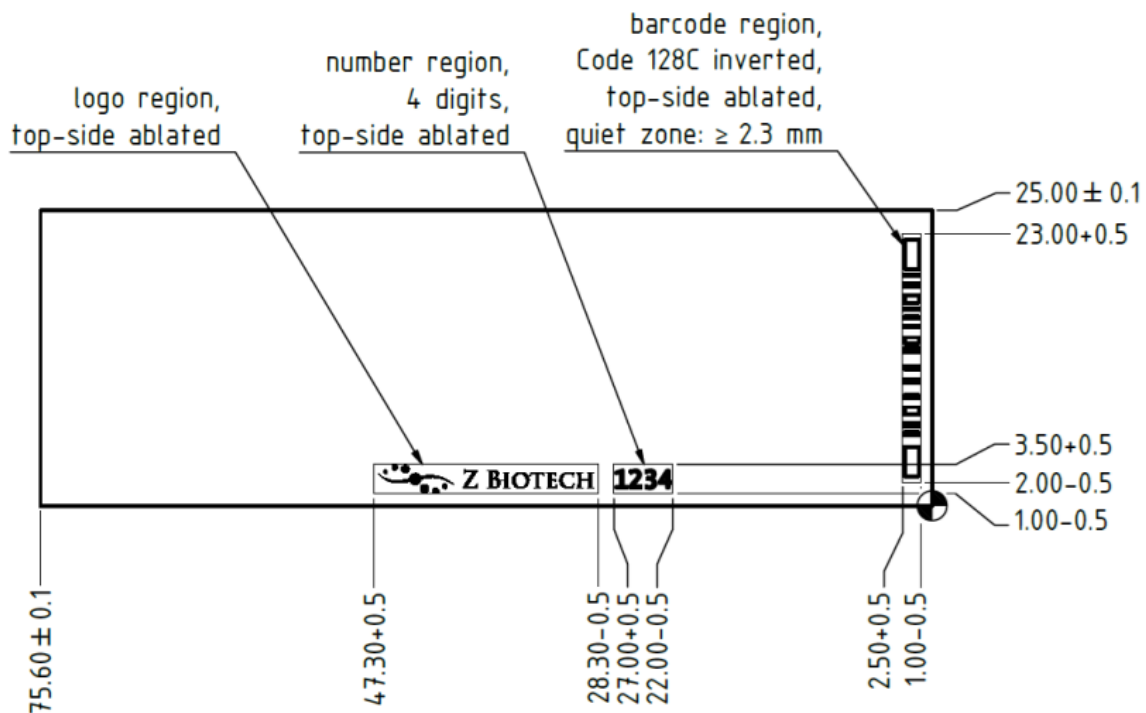 barcode region,
Code 128C inverted,
top-side ablated,
quiet zone: ≥ 2.3 mm
number region,
4 digits,
top-side ablated
logo region,
top-side ablated
25.00 ± 0.1
23.00+0.5
3.50+0.5
2.00-0.5
1.00-0.5
Z BIOTECH
1234
75.60 ± 0.1
47.30+0.5
28.30-0.5
27.00+0.5
22.00-0.5
2.50+0.5
1.00-0.5